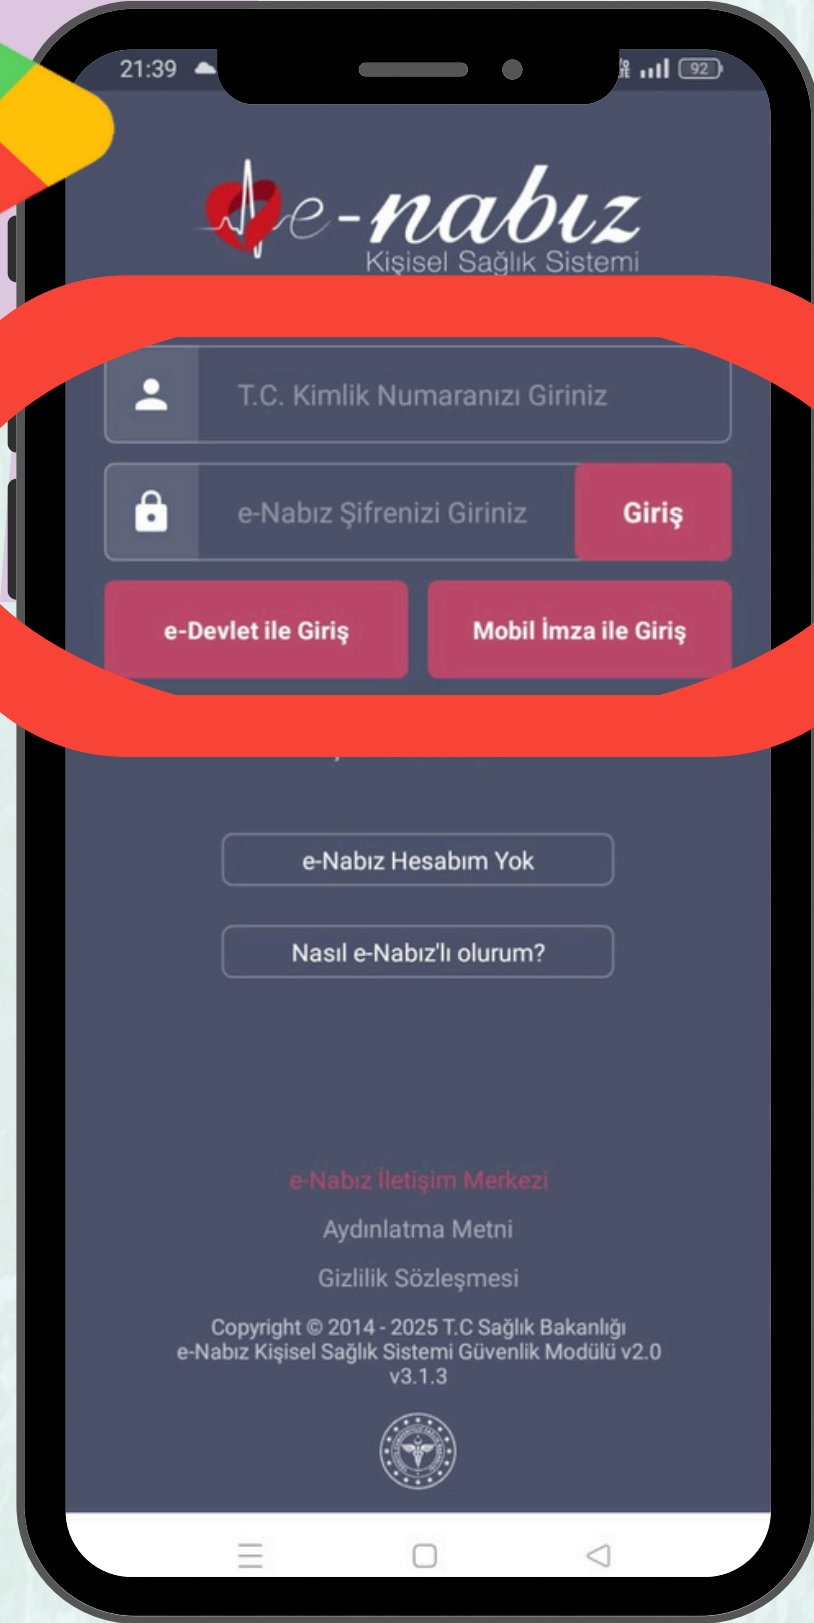 21:39
92
e-nabız
Kişisel Sağlık Sistemi
T.C. Kimlik Numaranızı Giriniz
e-Nabız Şifrenizi Giriniz
Giriş
e-Devlet ile Giriş
Mobil İmza ile Giriş
e-Nabız Hesabım Yok
Nasıl e-Nabız'lı olurum?
e-Nabız İletişim Merkezi
Aydınlatma Metni
Gizlilik Sözleşmesi
Copyright © 2014 - 2025 T.C Sağlık Bakanlığı
e-Nabız Kişisel Sağlık Sistemi Güvenlik Modülü v2.0
v3.1.3